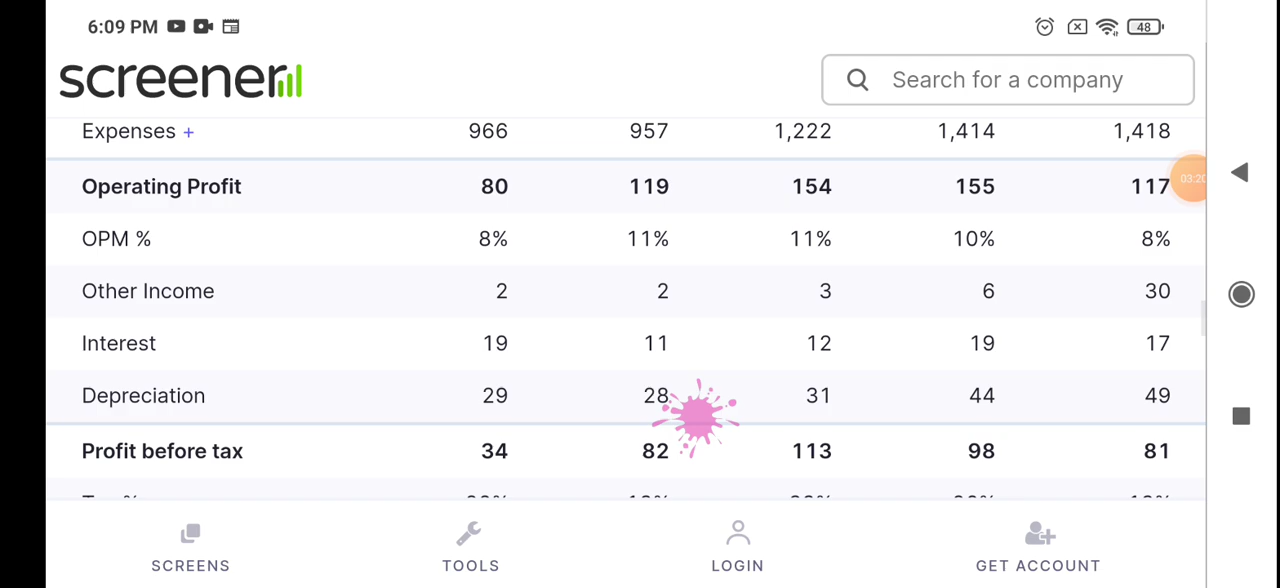 6:09 PM 48
screener Search for a company
Expenses + 966 957 1,222 1,414 1,418
Operating Profit 80 119 154 155 117
03:20
OPM % 8% 11% 11% 10% 8%
Other Income 2 2 3 6 30
Interest 19 11 12 19 17
Depreciation 29 28 31 44 49
Profit before tax 34 82 113 98 81
SCREENS TOOLS LOGIN GET ACCOUNT